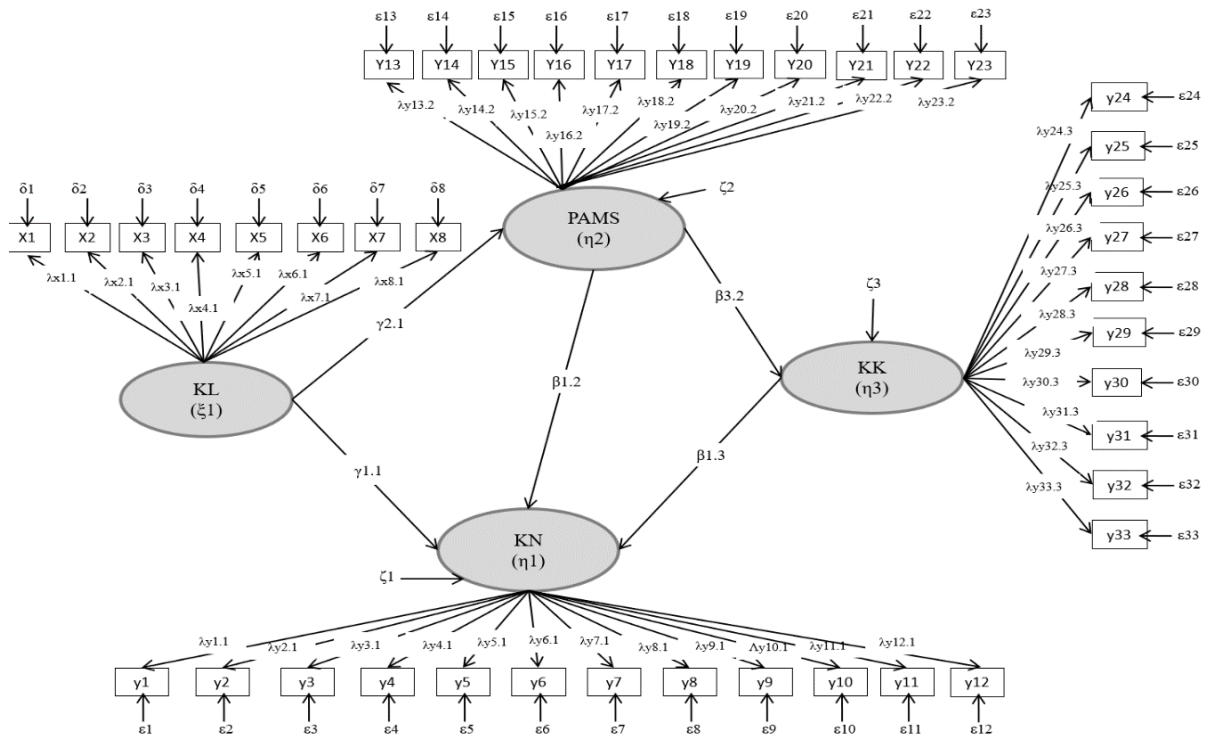 ε13 ε14 ε15 ε16 ε17 ε18 ε19 ε20 ε21 ε22 ε23
Y13 Y14 Y15 Y16 Y17 Y18 Y19 Y20 Y21 Y22 Y23
λy13.2 λy14.2 λy15.2 λy16.2 λy17.2 λy18.2 λy19.2 λy20.2 λy21.2 λy22.2 λy23.2
PAMS
(η2)
ζ2
δ1 δ2 δ3 δ4 δ5 δ6 δ7 δ8
X1 X2 X3 X4 X5 X6 X7 X8
λx1.1 λx2.1 λx3.1 λx4.1 λx5.1 λx6.1 λx7.1 λx8.1
KL
(ξ1)
γ2.1
β1.2
β3.2
γ1.1
β1.3
ζ3
KK
(η3)
λy24.3 y24 ε24
λy25.3 y25 ε25
λy26.3 y26 ε26
λy27.3 y27 ε27
λy28.3 y28 ε28
λy29.3 y29 ε29
λy30.3 y30 ε30
λy31.3 y31 ε31
λy32.3 y32 ε32
λy33.3 y33 ε33
KN
(η1)
ζ1
λy1.1 λy2.1 λy3.1 λy4.1 λy5.1 λy6.1 λy7.1 λy8.1 λy9.1 Λy10.1 λy11.1 λy12.1
y1 y2 y3 y4 y5 y6 y7 y8 y9 y10 y11 y12
ε1 ε2 ε3 ε4 ε5 ε6 ε7 ε8 ε9 ε10 ε11 ε12